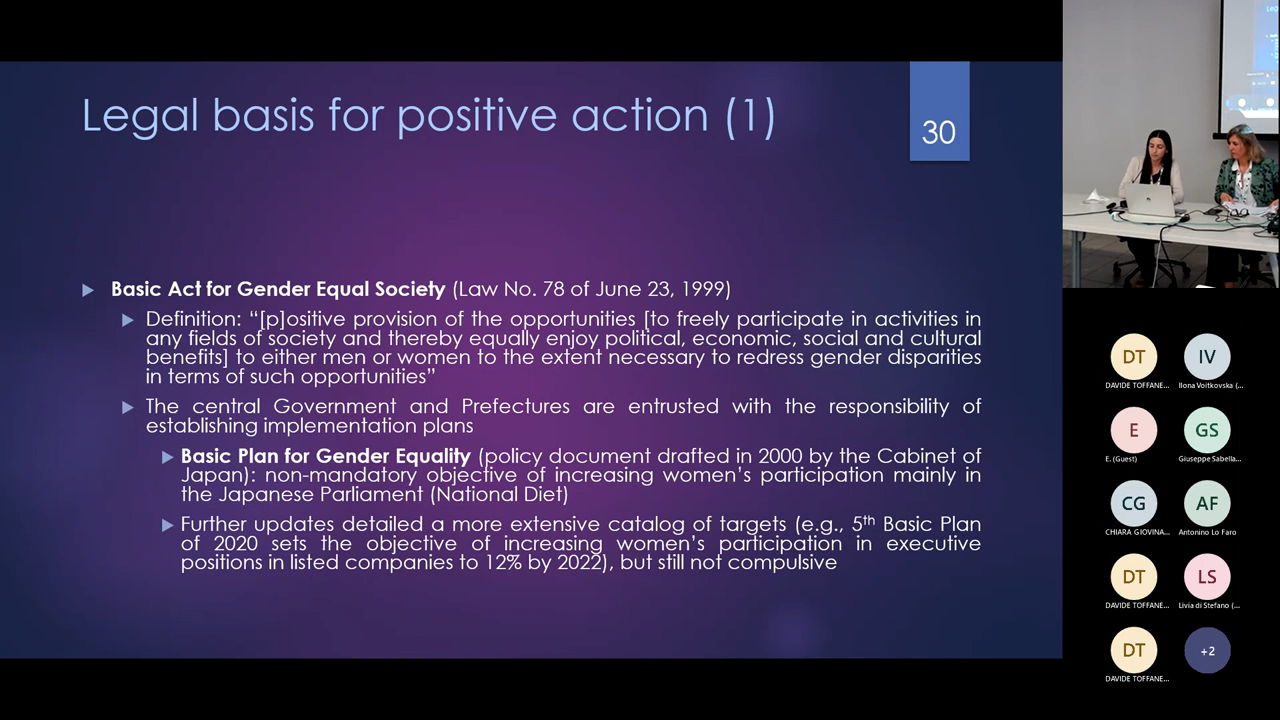 Legal basis for positive action (1)
30
Basic Act for Gender Equal Society (Law No. 78 of June 23, 1999)
Definition: “[p]ositive provision of the opportunities [to freely participate in activities in
any fields of society and thereby equally enjoy political, economic, social and cultural
benefits] to either men or women to the extent necessary to redress gender disparities
in terms of such opportunities”
The central Government and Prefectures are entrusted with the responsibility of
establishing implementation plans
Basic Plan for Gender Equality (policy document drafted in 2000 by the Cabinet of
Japan): non-mandatory objective of increasing women’s participation mainly in
the Japanese Parliament (National Diet)
Further updates detailed a more extensive catalog of targets (e.g., 5th Basic Plan
of 2020 sets the objective of increasing women’s participation in executive
positions in listed companies to 12% by 2022), but still not compulsive
DT IV
DAVIDE TOFFANE... Ilona Voitkovska (...
E GS
E. (Guest) Giuseppe Sabella...
CG AF
CHIARA GIOVINA... Antonino Lo Faro
DT LS
DAVIDE TOFFANE... Livia di Stefano (...
DT +2
DAVIDE TOFFANE...